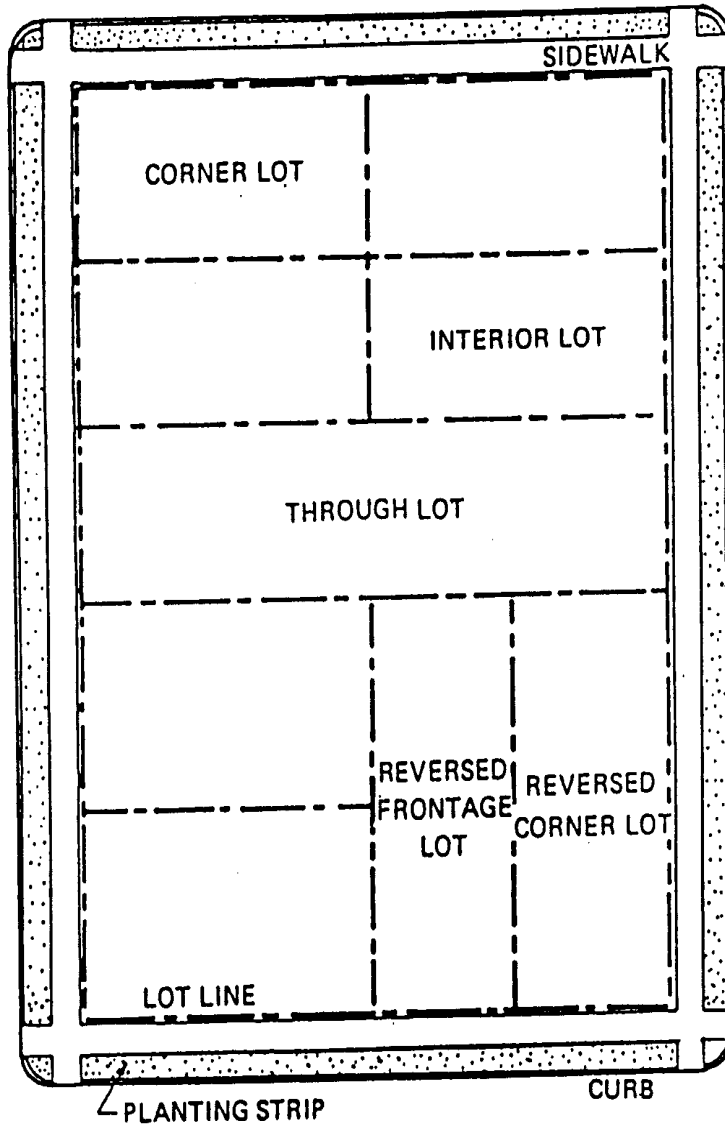 SIDEWALK
CORNER LOT
INTERIOR LOT
THROUGH LOT
REVERSED
FRONTAGE
LOT
REVERSED
CORNER LOT
LOT LINE
CURB
PLANTING STRIP